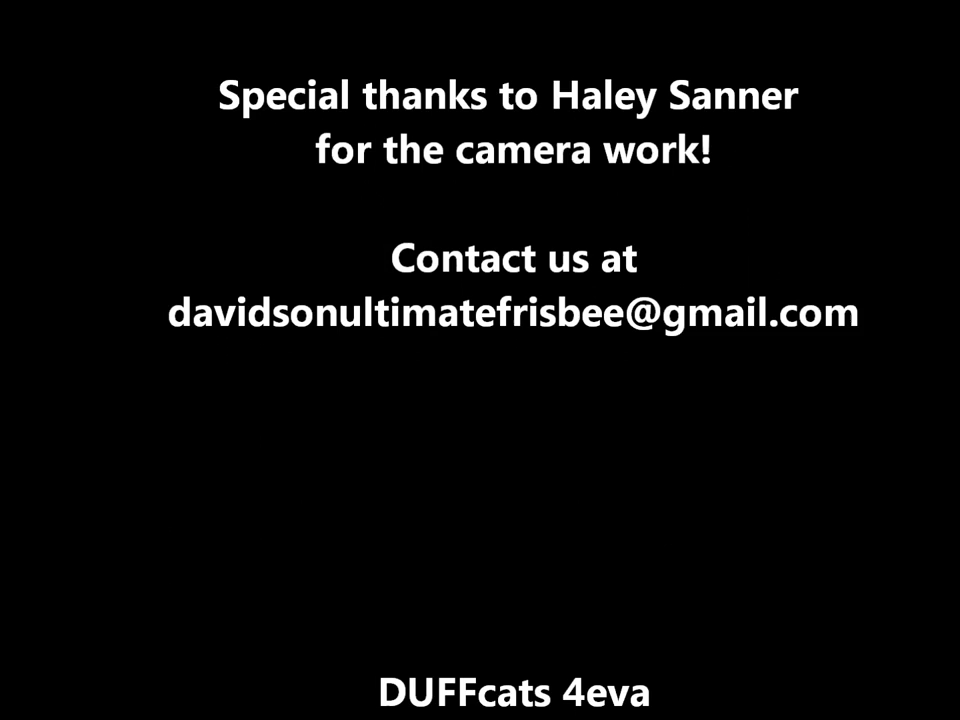 Special thanks to Haley Sanner
for the camera work!
Contact us at
davidsonultimatefrisbee@gmail.com
DUFFcats 4eva